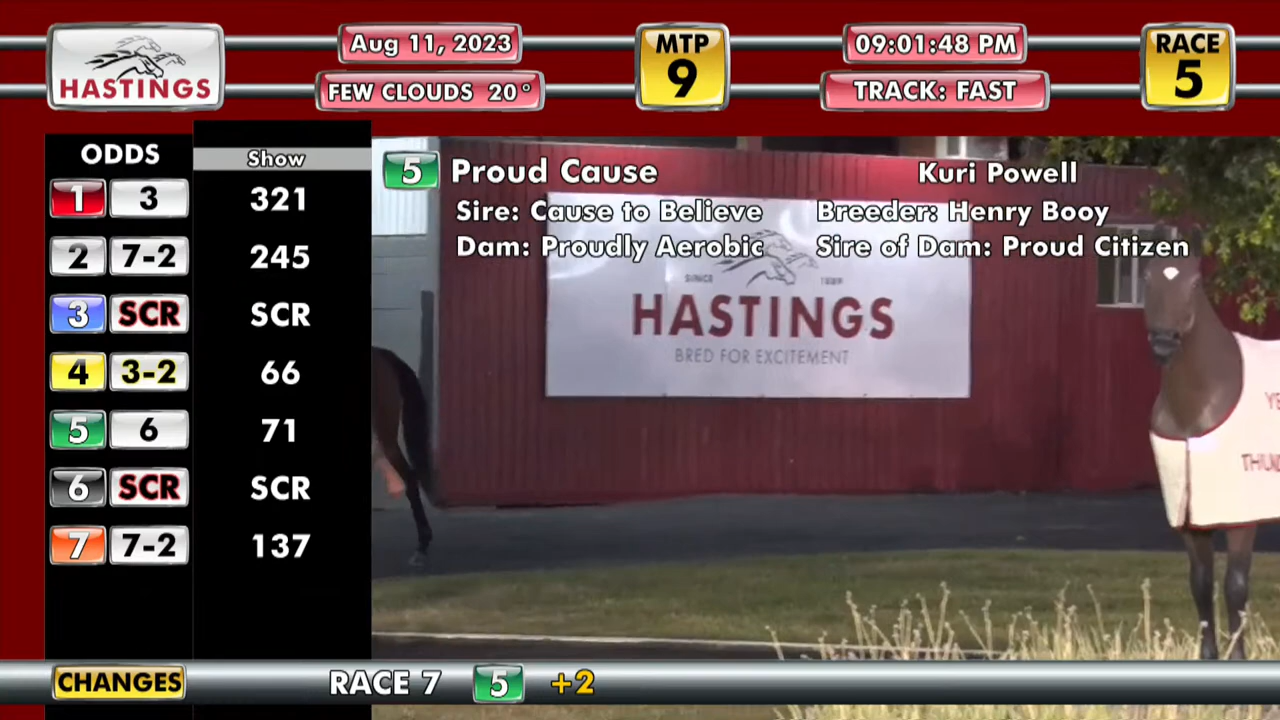 HASTINGS
Aug 11, 2023
FEW CLOUDS 20°
MTP
9
09:01:48 PM
TRACK: FAST
RACE
5
ODDS Show
1 3 321
2 7-2 245
3 SCR SCR
4 3-2 66
5 6 71
6 SCR SCR
7 7-2 137
5 Proud Cause Kuri Powell
Sire: Cause to Believe Breeder: Henry Booy
Dam: Proudly Aerobic Sire of Dam: Proud Citizen
SINCE
HASTINGS
BRED FOR EXCITEMENT
CHANGES RACE 7 5 +2